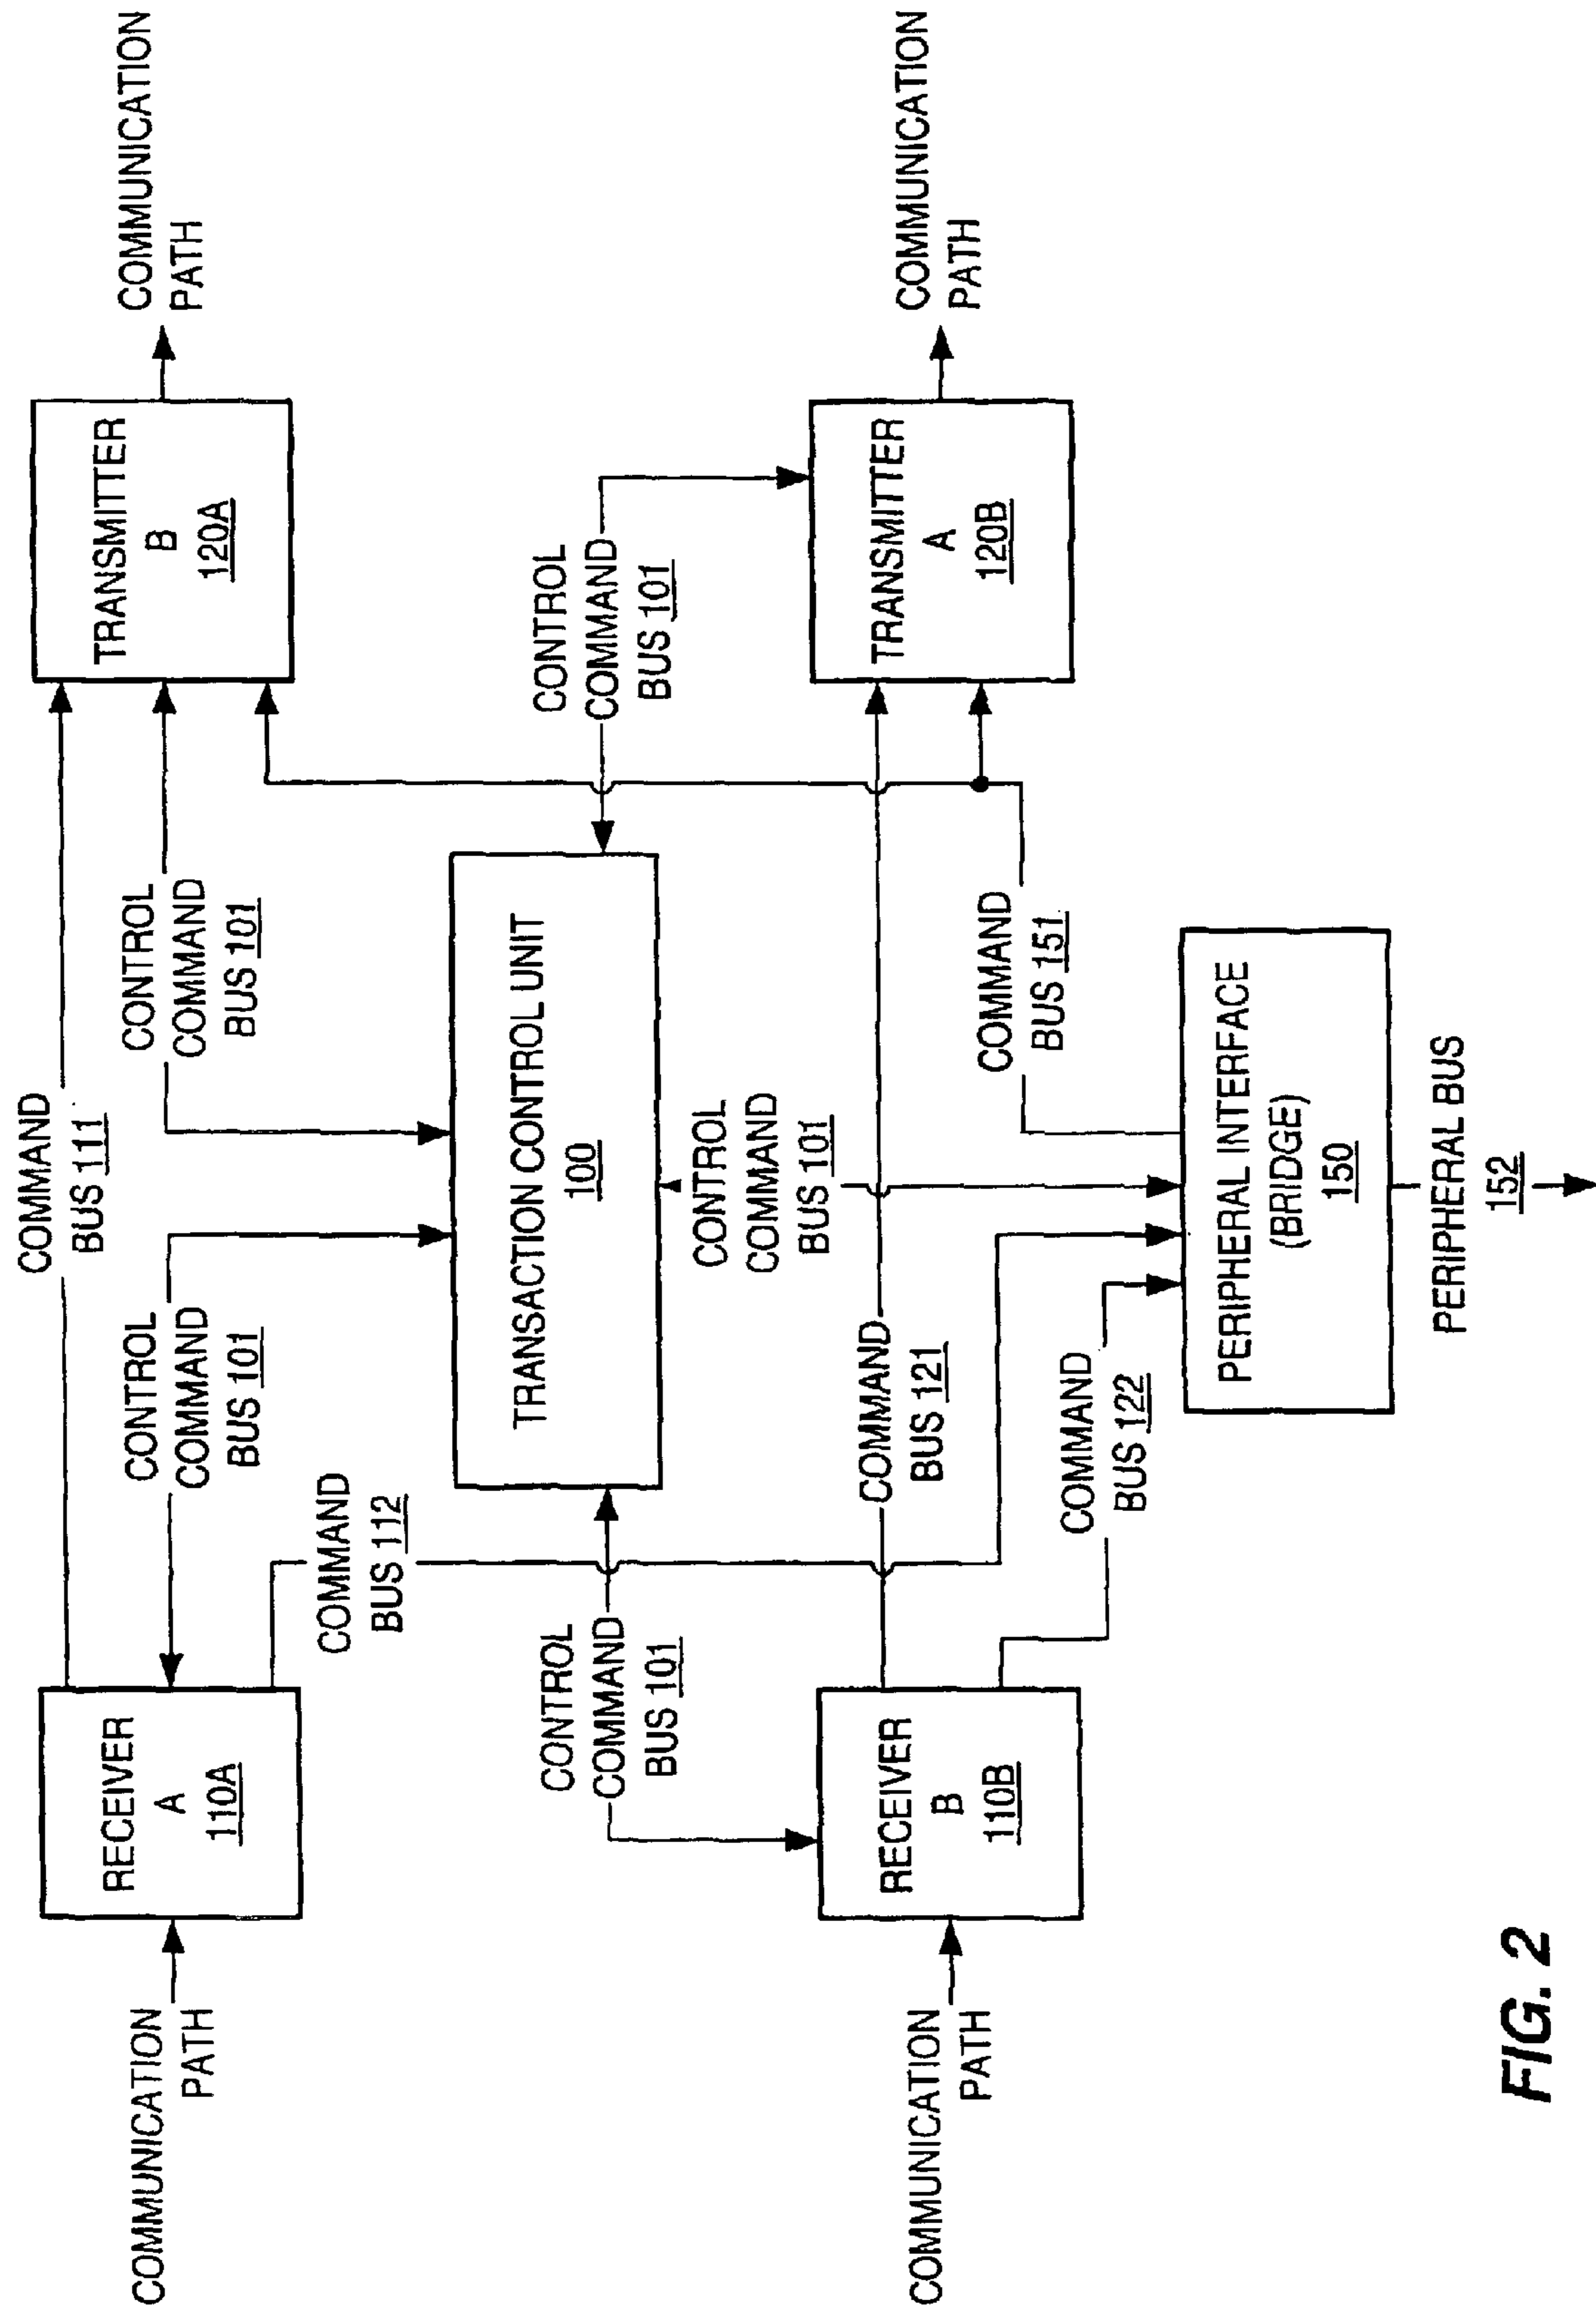 COMMAND
BUS 111
COMMUNICATION
PATH
RECEIVER
A
110A
CONTROL
COMMAND
BUS 101
CONTROL
COMMAND
BUS 101
TRANSMITTER
B
120A
COMMUNICATION
PATH
COMMAND
BUS 112
TRANSACTION CONTROL UNIT
100
CONTROL
COMMAND
BUS 101
CONTROL
COMMAND
BUS 101
CONTROL
COMMAND
BUS 101
COMMUNICATION
PATH
RECEIVER
B
110B
COMMAND
BUS 121
TRANSMITTER
A
120B
COMMUNICATION
PATH
COMMAND
BUS 122
COMMAND
BUS 151
PERIPHERAL INTERFACE
(BRIDGE)
150
PERIPHERAL BUS
152
FIG. 2